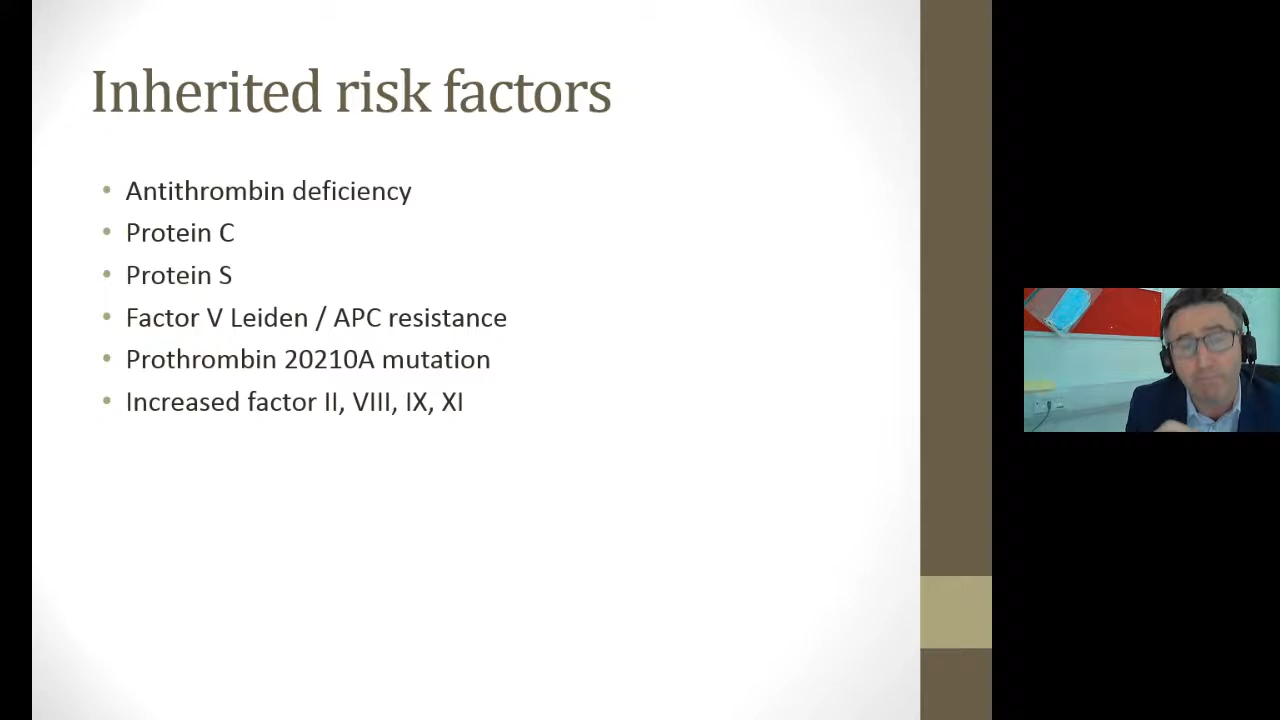 Inherited risk factors
• Antithrombin deficiency
• Protein C
• Protein S
• Factor V Leiden / APC resistance
• Prothrombin 20210A mutation
• Increased factor II, VIII, IX, XI